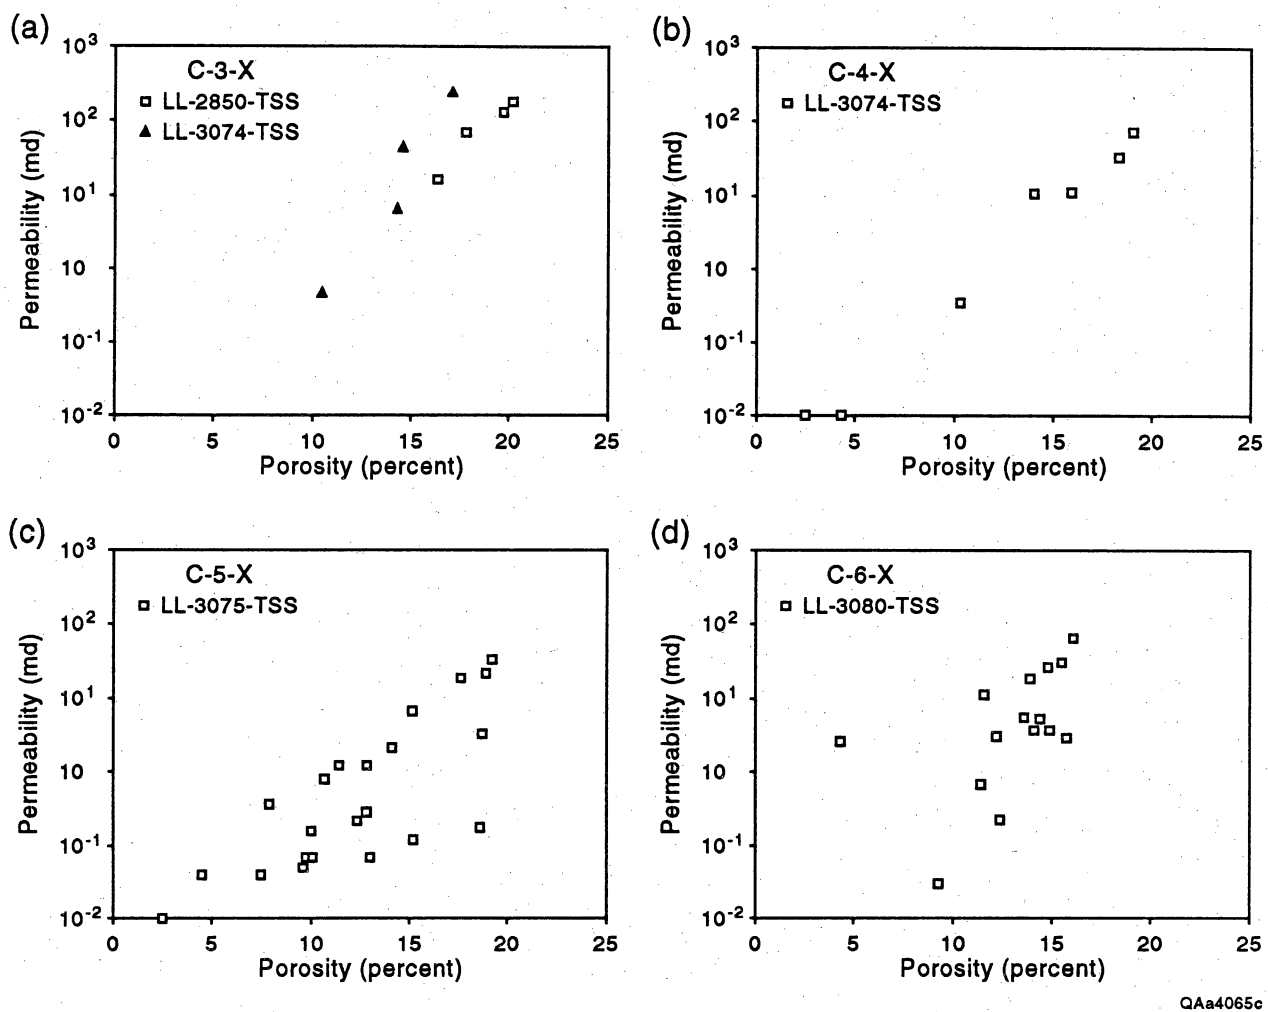 (a)
C-3-X
LL-2850-TSS
LL-3074-TSS
Permeability (md)
10³
10²
10¹
10
10⁻¹
10⁻²
0 5 10 15 20 25
Porosity (percent)
(b)
C-4-X
LL-3074-TSS
Permeability (md)
10³
10²
10¹
10
10⁻¹
10⁻²
0 5 10 15 20 25
Porosity (percent)
(c)
C-5-X
LL-3075-TSS
Permeability (md)
10³
10²
10¹
10
10⁻¹
10⁻²
0 5 10 15 20 25
Porosity (percent)
(d)
C-6-X
LL-3080-TSS
Permeability (md)
10³
10²
10¹
10
10⁻¹
10⁻²
0 5 10 15 20 25
Porosity (percent)
QAa4065c